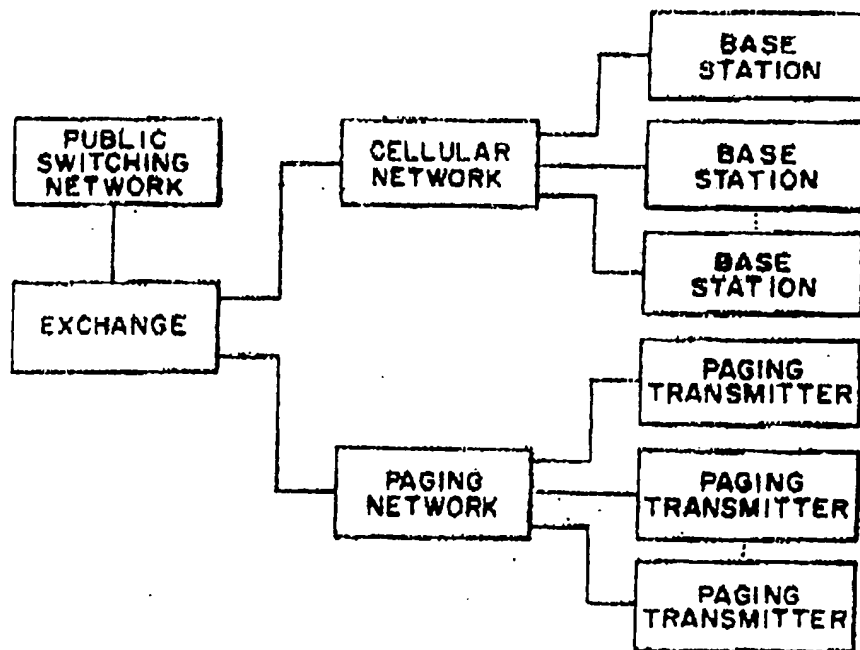 BASE
STATION
PUBLIC
SWITCHING
NETWORK
CELLULAR
NETWORK
BASE
STATION
BASE
STATION
EXCHANGE
PAGING
TRANSMITTER
PAGING
NETWORK
PAGING
TRANSMITTER
PAGING
TRANSMITTER